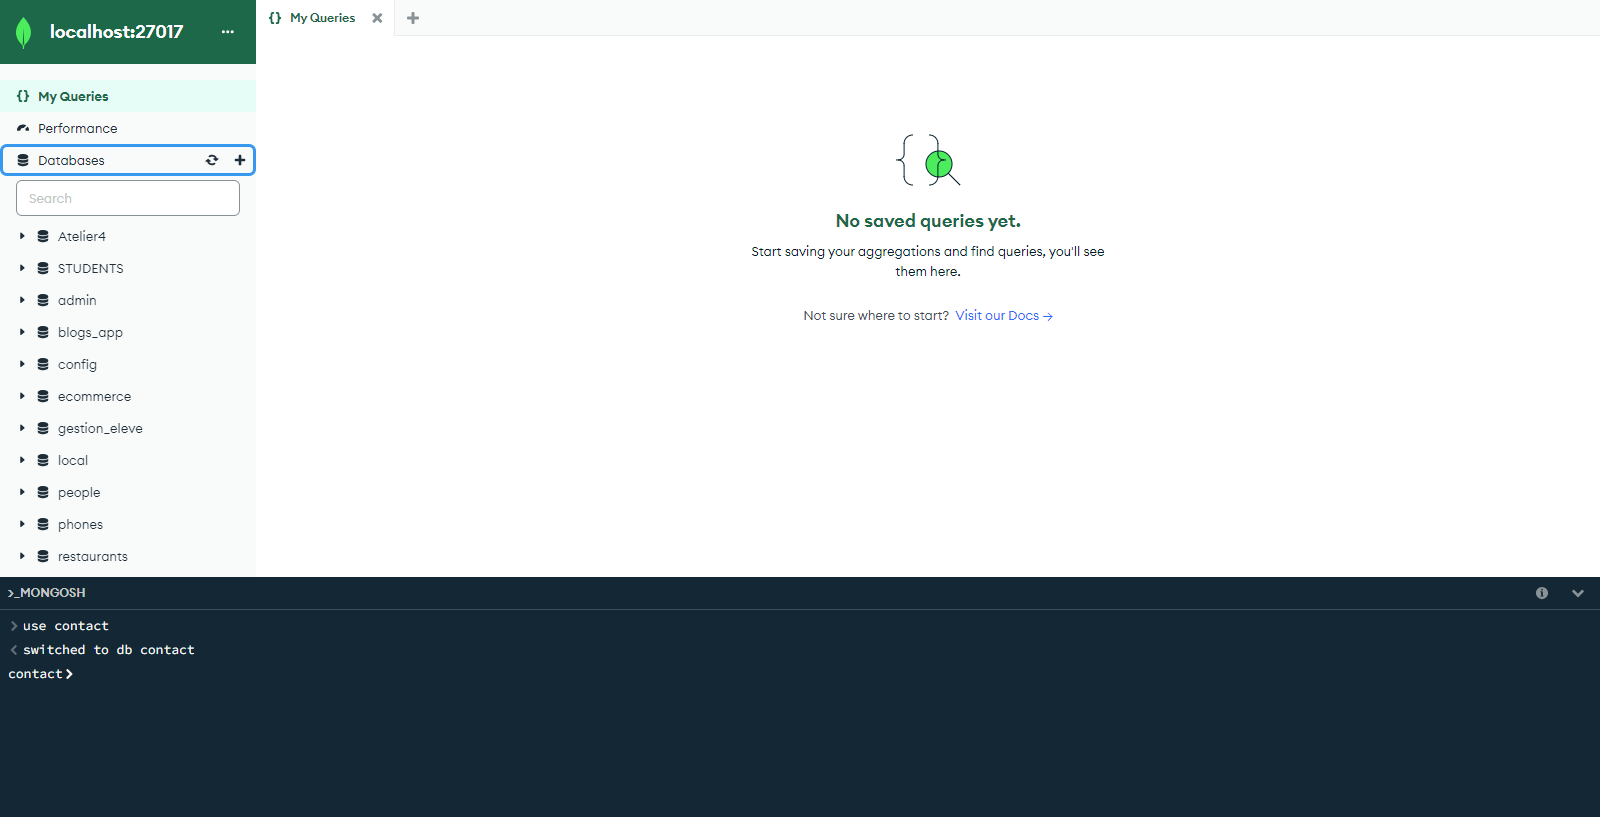 localhost:27017 ...
{} My Queries
My Queries
Performance
Databases
Search
Atelier4
STUDENTS
admin
blogs_app
config
ecommerce
gestion_eleve
local
people
phones
restaurants
No saved queries yet.
Start saving your aggregations and find queries, you'll see
them here.
Not sure where to start? Visit our Docs →
>_MONGOSH
> use contact
< switched to db contact
contact>